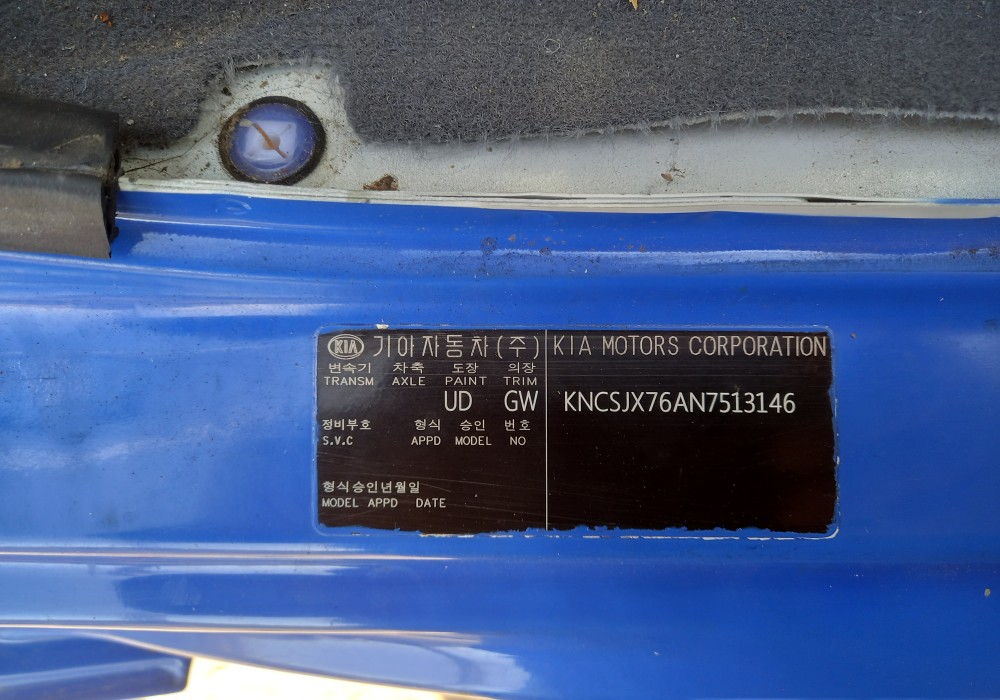 KIA 기아자동차(주) KIA MOTORS CORPORATION
변속기 차축 도장 의장
TRANSM AXLE PAINT TRIM
UD GW KNCSJX76AN7513146
정비부호 형식 승인 번호
S.V.C APPD MODEL NO
형식승인년월일
MODEL APPD DATE